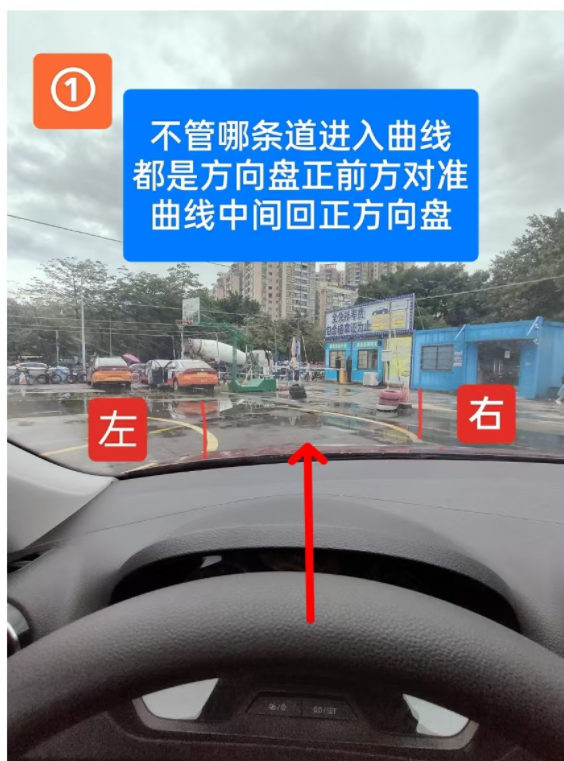 ①
不管哪条道进入曲线
都是方向盘正前方对准
曲线中间回正方向盘
左
右